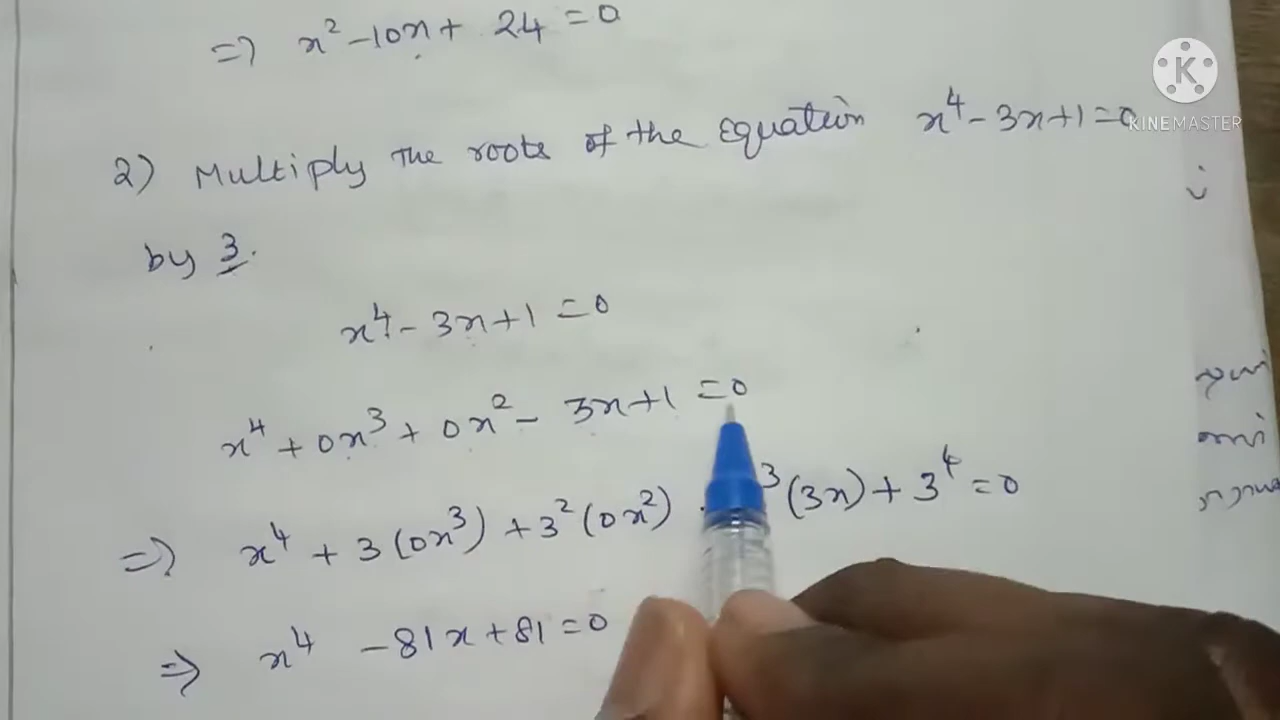 => x² -10x + 24 = 0
2) Multiply the roots of the Equation x⁴ - 3x + 1 = 0
by 3.
x⁴ - 3x + 1 = 0
x⁴ + 0x³ + 0x² - 3x + 1 = 0
=> x⁴ + 3(0x³) + 3²(0x²) ³(3x) + 3⁴ = 0
=> x⁴ - 81x + 81 = 0
K
KINEMASTER